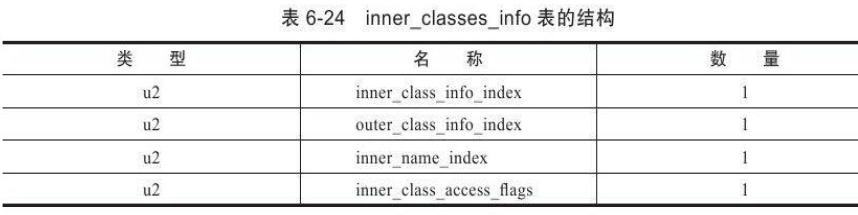 表 6-24 inner_classes_info 表的结构
类 型 名 称 数 量
u2 inner_class_info_index 1
u2 outer_class_info_index 1
u2 inner_name_index 1
u2 inner_class_access_flags 1